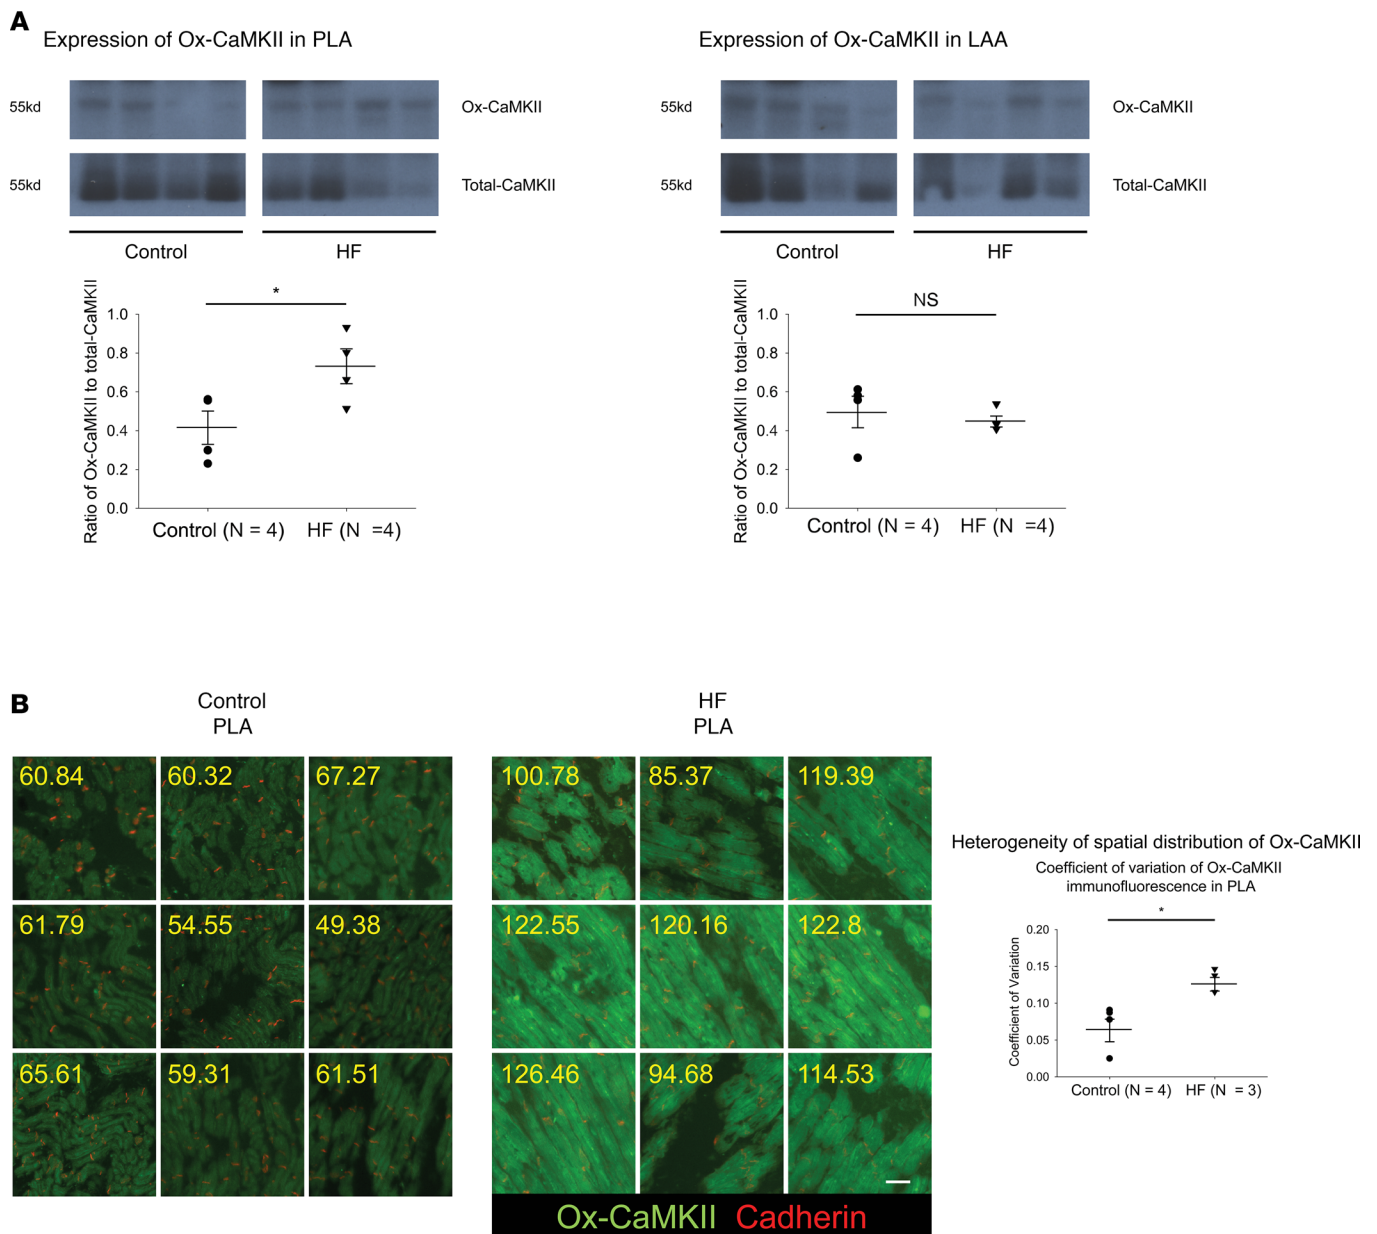 A
Expression of Ox-CaMKII in PLA
55kd
Ox-CaMKII
55kd
Total-CaMKII
Control
HF
Ratio of Ox-CaMKII to total-CaMKII
*
1.0
0.8
0.6
0.4
0.2
0.0
Control (N = 4)
HF (N =4)
Expression of Ox-CaMKII in LAA
55kd
Ox-CaMKII
55kd
Total-CaMKII
Control
HF
Ratio of Ox-CaMKII to total-CaMKII
NS
1.0
0.8
0.6
0.4
0.2
0.0
Control (N = 4)
HF (N =4)
B
Control
PLA
60.84
60.32
67.27
61.79
54.55
49.38
65.61
59.31
61.51
HF
PLA
100.78
85.37
119.39
122.55
120.16
122.8
126.46
94.68
114.53
Ox-CaMKII Cadherin
Heterogeneity of spatial distribution of Ox-CaMKII
Coefficient of variation of Ox-CaMKII
immunofluorescence in PLA
*
Coefficient of Variation
0.20
0.15
0.10
0.05
0.00
Control (N = 4)
HF (N = 3)